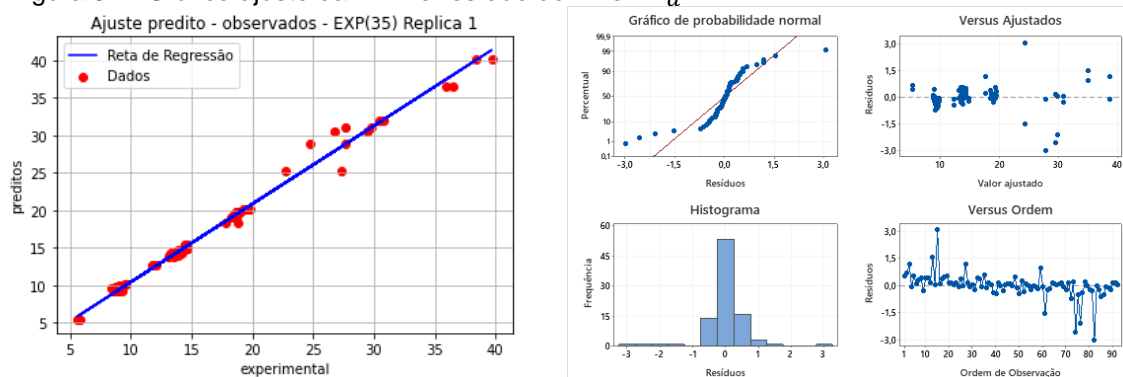 Ajuste predito - observados - EXP(35) Replica 1
Reta de Regressão
Dados
preditos
40
35
30
25
20
15
10
5
5 10 15 20 25 30 35 40
experimental
Gráfico de probabilidade normal
Percentual
99,9
99
90
50
10
1
0,1
-3,0 -1,5 0,0 1,5 3,0
Resíduos
Versus Ajustados
Resíduos
3,0
1,5
0,0
-1,5
-3,0
10 20 30 40
Valor ajustado
Histograma
Frequência
60
45
30
15
0
-3 -2 -1 0 1 2 3
Resíduos
Versus Ordem
Resíduos
3,0
1,5
0,0
-1,5
-3,0
1 10 20 30 40 50 60 70 80 90
Ordem de Observação